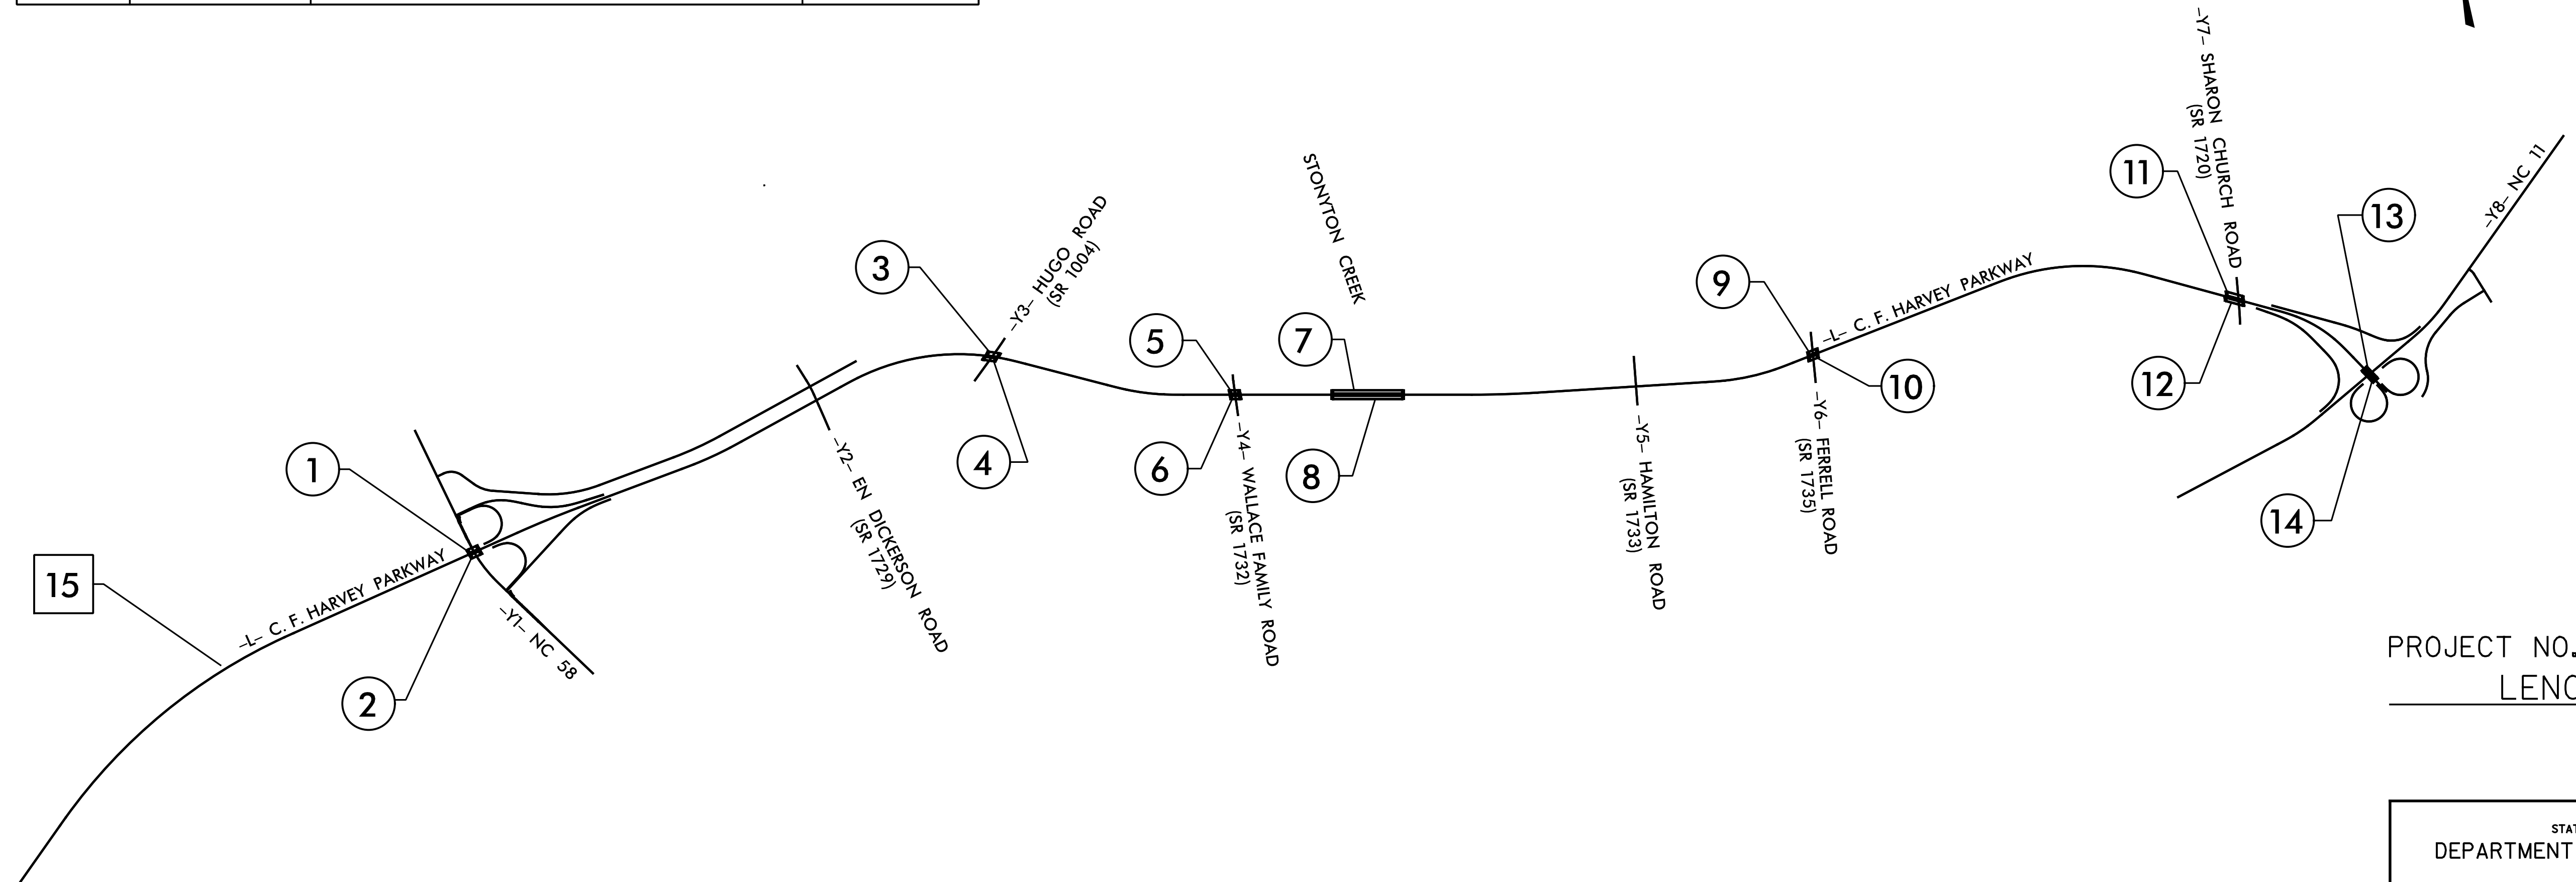 -Y7- SHARON CHURCH ROAD
(SR 1720)
11
-Y8- NC 11
13
STONYTON CREEK
-Y3- HUGO ROAD
(SR 1004)
3
9
-L- C. F. HARVEY PARKWAY
5
7
10
12
4
6
8
-Y2- EN DICKERSON ROAD
(SR 1729)
-Y4- WALLACE FAMILY ROAD
(SR 1732)
-Y5- HAMILTON ROAD
(SR 1733)
-Y6- FERRELL ROAD
(SR 1735)
14
1
15
-L- C. F. HARVEY PARKWAY
-Y1- NC 58
2
PROJECT NO.
LENO
STAT
DEPARTMENT